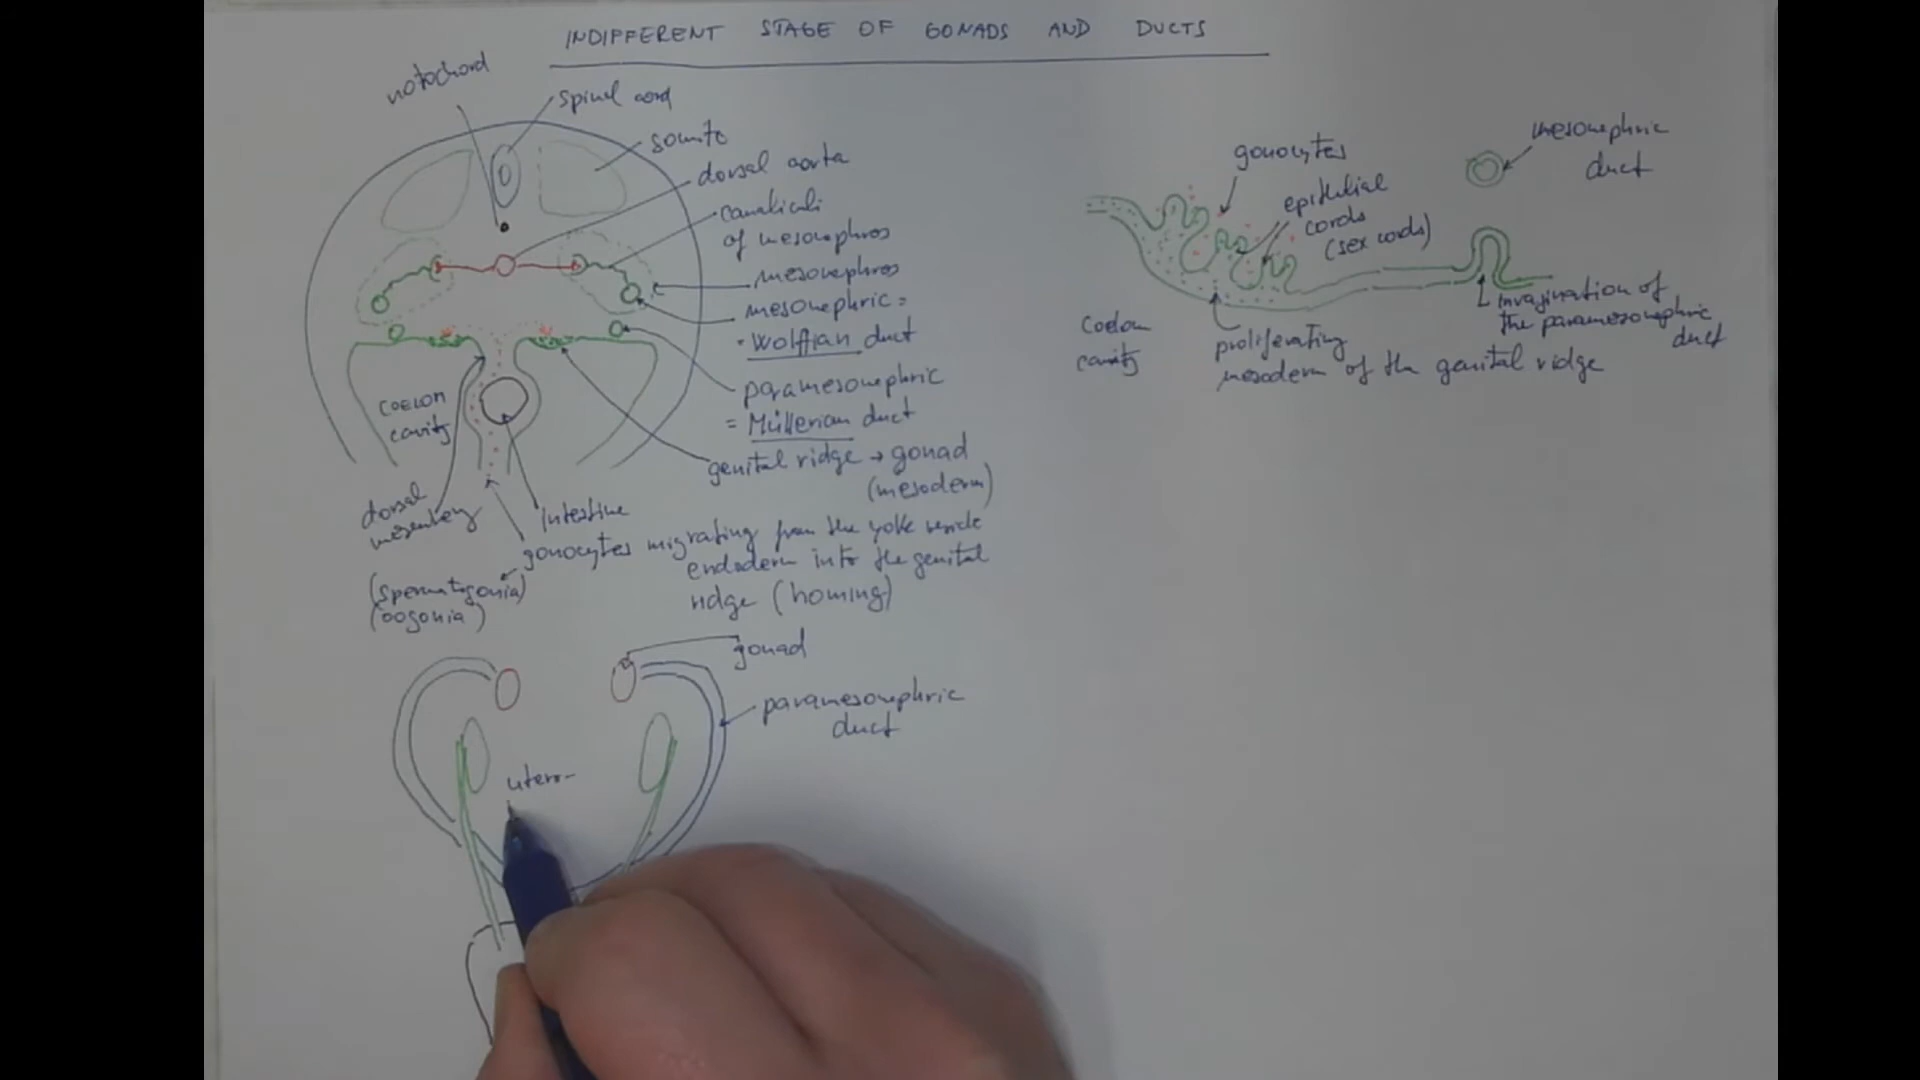 INDIFFERENT STAGE OF GONADS AND DUCTS
notochord
spinal cord
somite
dorsal aorta
canaliculi
of mesonephros
mesonephros
mesonephric =
= Wolffian duct
paramesonephric
= Müllerian duct
genital ridge → gonad
(mesoderm)
coelom
cavity
dorsal
mesentery
intestine
gonocytes migrating from the yolk vesicle
endoderm into the genital
ridge (homing)
(spermatogonia)
(oogonia)
gonad
paramesonephric
duct
utero-
gonocytes
epithelial
cords
(sex cords)
mesonephric
duct
invagination of
the paramesonephric
duct
coelom
cavity
proliferating
mesoderm of the genital ridge